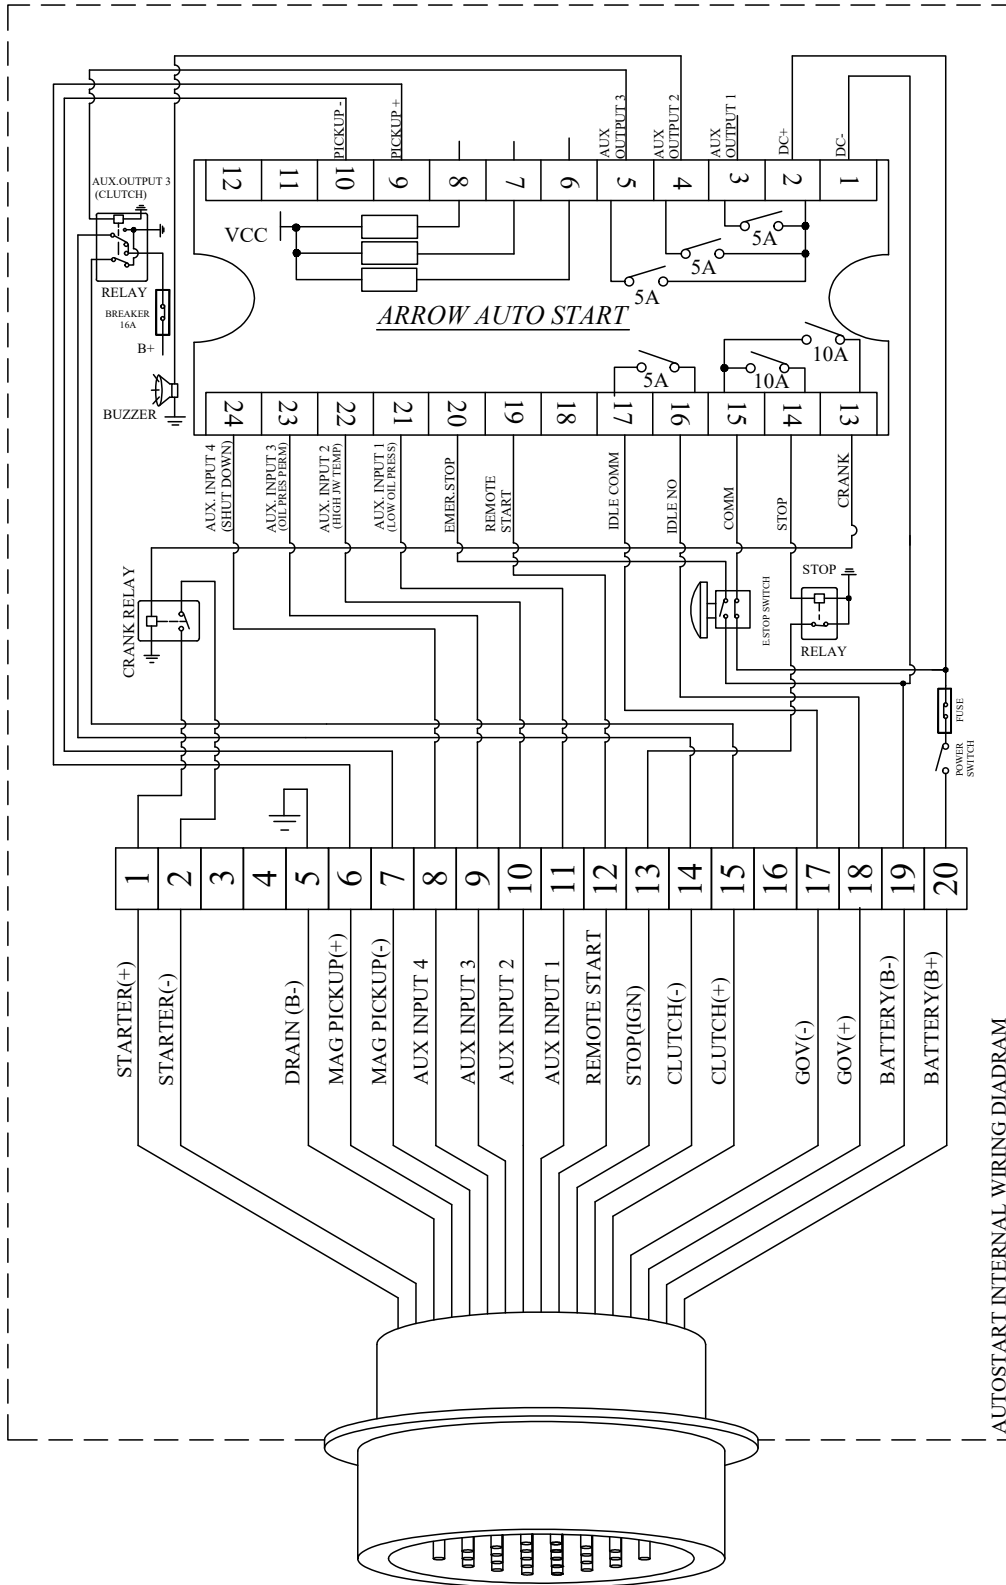 AUX.OUTPUT 3
(CLUTCH)
RELAY
BREAKER
16A
B+
BUZZER
PICKUP -
PICKUP +
AUX
OUTPUT 3
AUX
OUTPUT 2
AUX
OUTPUT 1
DC+
DC-
12
11
10
9
8
7
6
5
4
3
2
1
VCC
5A
5A
5A
ARROW AUTO START
10A
5A
10A
24
23
22
21
20
19
18
17
16
15
14
13
AUX. INPUT 4
(SHUT DOWN)
AUX. INPUT 3
(OIL PRES PERM)
AUX. INPUT 2
(HIGH JW TEMP)
AUX. INPUT 1
(LOW OIL PRESS)
EMER.STOP
REMOTE
START
IDLE COMM
IDLE NO
COMM
STOP
CRANK
CRANK RELAY
E.STOP SWITCH
STOP
RELAY
FUSE
POWER
SWITCH
1
2
3
4
5
6
7
8
9
10
11
12
13
14
15
16
17
18
19
20
STARTER(+)
STARTER(-)
DRAIN (B-)
MAG PICKUP(+)
MAG PICKUP(-)
AUX INPUT 4
AUX INPUT 3
AUX INPUT 2
AUX INPUT 1
REMOTE START
STOP(IGN)
CLUTCH(-)
CLUTCH(+)
GOV(-)
GOV(+)
BATTERY(B-)
BATTERY(B+)
AUTOSTART INTERNAL WIRING DIADRAM